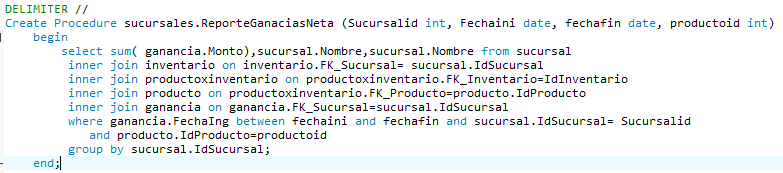 DELIMITER //
Create Procedure sucursales.ReporteGanaciasNeta (Sucursalid int, Fechaini date, fechafin date, productoid int)
begin
select sum( ganancia.Monto),sucursal.Nombre,sucursal.Nombre from sucursal
inner join inventario on inventario.FK_Sucursal= sucursal.IdSucursal
inner join productoxinventario on productoxinventario.FK_Inventario=IdInventario
inner join producto on productoxinventario.FK_Producto=producto.IdProducto
inner join ganancia on ganancia.FK_Sucursal=sucursal.IdSucursal
where ganancia.FechaIng between fechaini and fechafin and sucursal.IdSucursal= Sucursalid
and producto.IdProducto=productoid
group by sucursal.IdSucursal;
end;